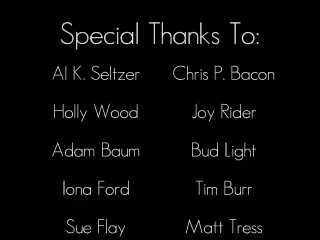 Special Thanks To:
Al K. Seltzer Chris P. Bacon
Holly Wood Joy Rider
Adam Baum Bud Light
Iona Ford Tim Burr
Sue Flay Matt Tress